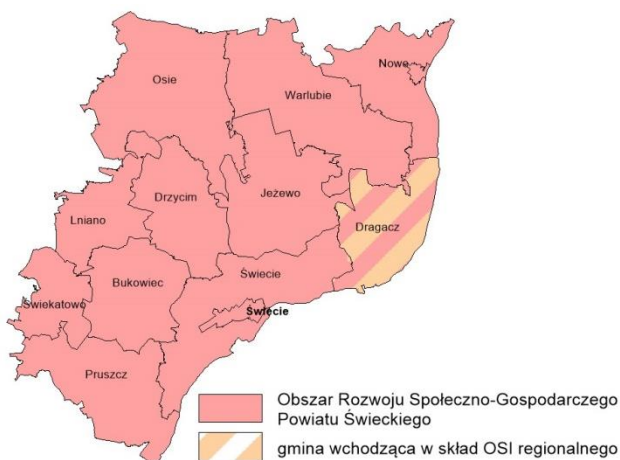 Osie
Nowe
Warlubie
Drzycim
Jeżewo
Lniano
Dragacz
Bukowiec
Świecie
Świekatowo
Świecie
Pruszcz
Obszar Rozwoju Społeczno-Gospodarczego
Powiatu Świeckiego
gmina wchodząca w skład OSI regionalnego